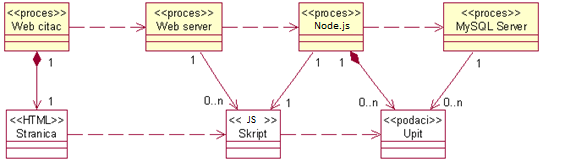 <<proces>>
Web citac
<<proces>>
Web server
<<proces>>
Node.js
<<proces>>
MySQL Server
1
1
1
1
1
1
0..n
1
0..n
0..n
<<HTML>>
Stranica
<< JS >>
Skript
<<podaci>>
Upit